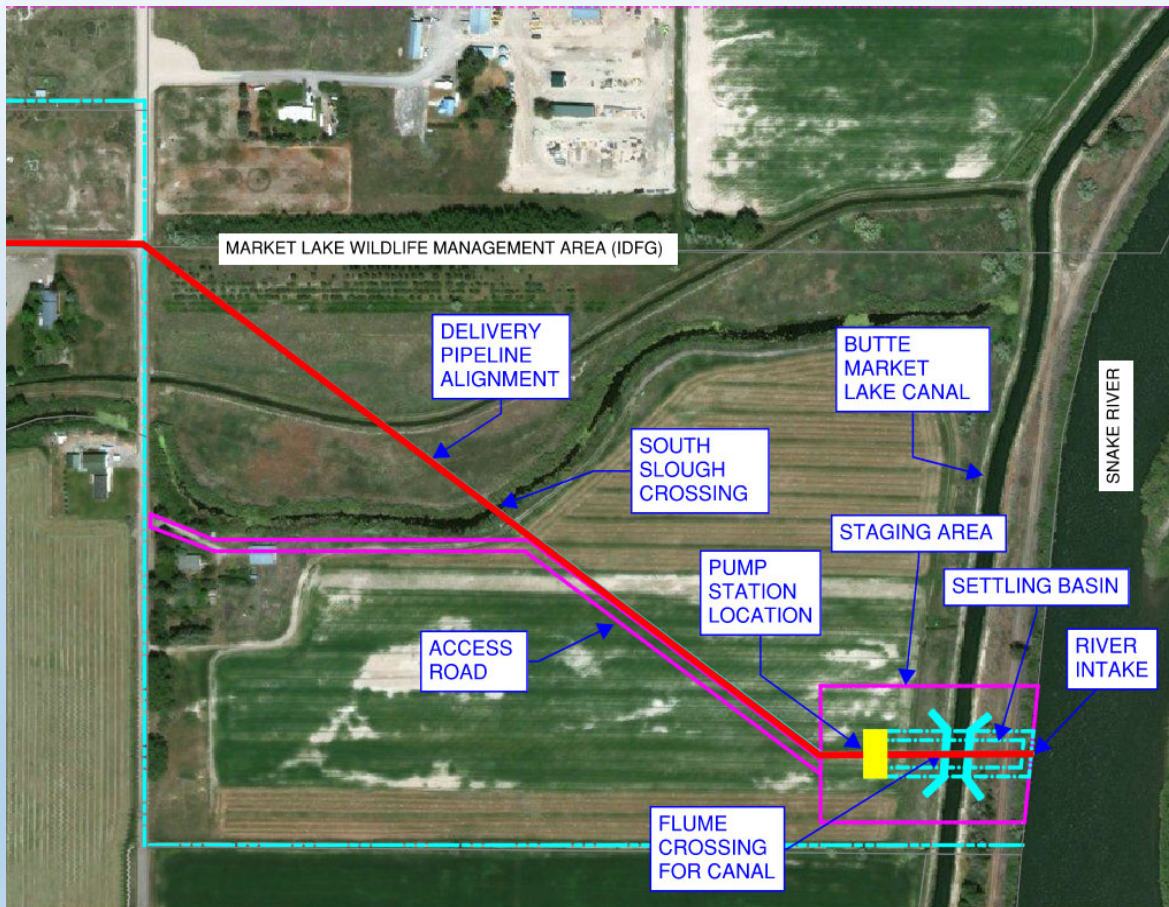 MARKET LAKE WILDLIFE MANAGEMENT AREA (IDFG)
DELIVERY
PIPELINE
ALIGNMENT
BUTTE
MARKET
LAKE CANAL
SNAKE RIVER
SOUTH
SLOUGH
CROSSING
STAGING AREA
PUMP
STATION
LOCATION
SETTLING BASIN
ACCESS
ROAD
RIVER
INTAKE
FLUME
CROSSING
FOR CANAL